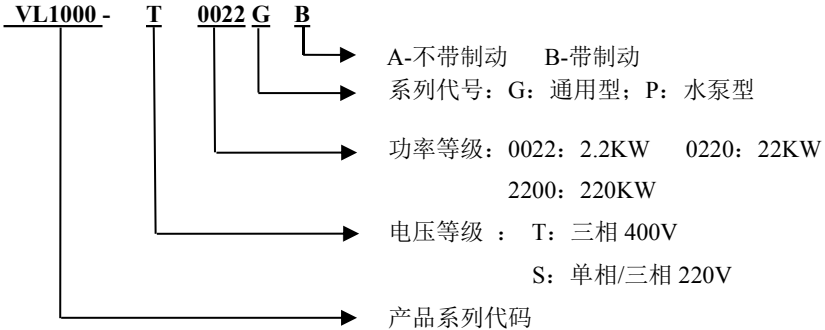 VL1000 - T 0022 G B
A-不带制动 B-带制动
系列代号：G：通用型；P：水泵型
功率等级：0022：2.2KW 0220：22KW
2200：220KW
电压等级 ： T：三相 400V
S：单相/三相 220V
产品系列代码